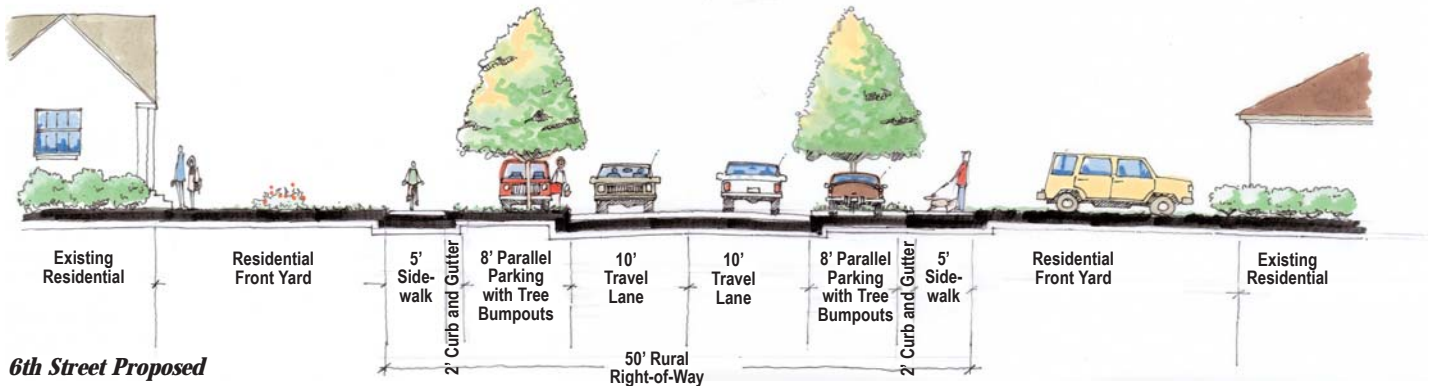 Existing
Residential
Residential
Front Yard
5'
Side-
walk
2' Curb and Gutter
8' Parallel
Parking
with Tree
Bumpouts
10'
Travel
Lane
10'
Travel
Lane
8' Parallel
Parking
with Tree
Bumpouts
2' Curb and Gutter
5'
Side-
walk
Residential
Front Yard
Existing
Residential
50' Rural
Right-of-Way
6th Street Proposed